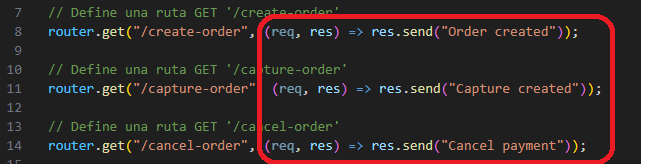 7 // Define una ruta GET '/create-order'
8 router.get("/create-order", (req, res) => res.send("Order created"));
9
10 // Define una ruta GET '/capture-order'
11 router.get("/capture-order" (req, res) => res.send("Capture created"));
12
13 // Define una ruta GET '/cancel-order'
14 router.get("/cancel-order", (req, res) => res.send("Cancel payment"));